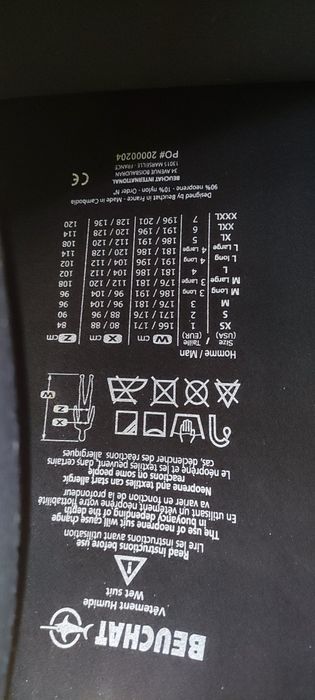 BEUCHAT
Vêtement Humide
Wet suit
Read instructions before use
Lire les instructions avant utilisation
The use of neoprene suit will cause change
in buoyancy depending of the depth
En utilisant un vêtement néoprène votre flottabilité
va varier en fonction de la profondeur
Neoprene and textiles can start allergic
reactions on some people
Le néoprène et les textiles peuvent, dans certains
cas, déclencher des réactions allergiques
W X Z
Homme / Man
Size (USA) Taille (EUR) W cm X cm Z cm
XS 1 166 / 171 80 / 88 84
S 2 171 / 176 88 / 96 90
M 3 176 / 181 96 / 104 96
M Long 3 Long 186 / 191 96 / 104 96
M Large 3 Large 176 / 181 112 / 120 108
L 4 181 / 186 104 / 112 102
L Long 4 Long 191 / 196 104 / 112 102
L Large 4 Large 181 / 186 120 / 128 114
XL 5 186 / 191 112 / 120 108
XXL 6 191 / 196 120 / 128 114
XXXL 7 196 / 201 128 / 136 120
Designed by Beuchat in France - Made in Cambodia
90% neoprene - 10% nylon - Order N°
BEUCHAT INTERNATIONAL
34 AVENUE BOISBAUDRAN
13015 MARSEILLE - FRANCE
CE
PO# 20000204